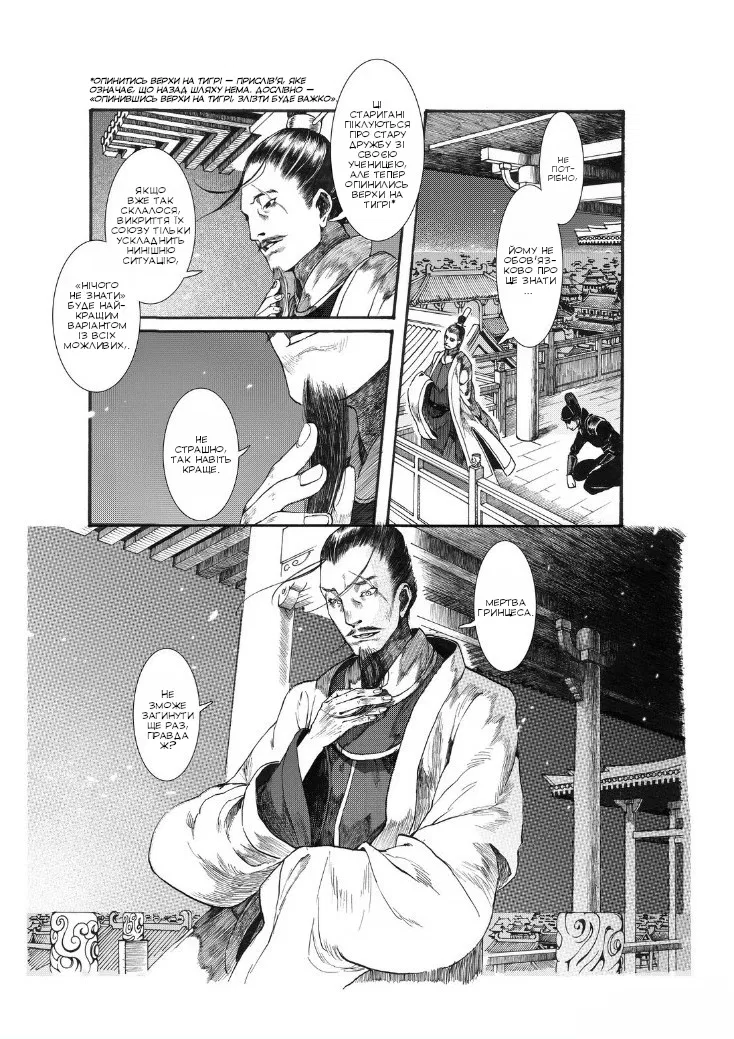 *ОПИНИТИСЬ ВЕРХИ НА ТИГРІ — ПРИСЛІВ'Я, ЯКЕ
ОЗНАЧАЄ, ЩО НАЗАД ШЛЯХУ НЕМА. ДОСЛІВНО —
«ОПИНИВШИСЬ ВЕРХИ НА ТИГРІ, ЗЛІЗТИ БУДЕ ВАЖКО»
НЕ
ПОТ-
РІБНО,
ЙОМУ НЕ
ОБОВ'ЯЗ-
КОВО ПРО
ЦЕ ЗНАТИ
...
ЦІ
СТАРИГАНІ
ПІКЛУЮТЬСЯ
ПРО СТАРУ
ДРУЖБУ ЗІ
СВОЄЮ
УЧЕНИЦЕЮ,
АЛЕ ТЕПЕР
ОПИНИЛИСЬ
ВЕРХИ НА
ТИГРІ*
ЯКЩО
ВЖЕ ТАК
СКЛАЛОСЯ,
ВИКРИТТЯ ЇХ
СОЮЗУ ТІЛЬКИ
УСКЛАДНИТЬ
НИНІШНЮ
СИТУАЦІЮ,
«НІЧОГО
НЕ ЗНАТИ»
БУДЕ НАЙ-
КРАЩИМ
ВАРІАНТОМ
ІЗ ВСІХ
МОЖЛИВИХ,.
НЕ
СТРАШНО,
ТАК НАВІТЬ
КРАЩЕ.
МЕРТВА
ГРИНЦЕСА.
НЕ
ЗМОЖЕ
ЗАГИНУТИ
ЩЕ РАЗ,
ГРАВДА
Ж?